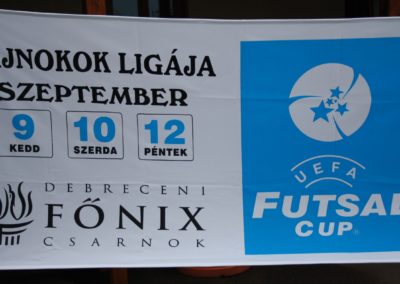 JNOKOK LIGÁJA
SZEPTEMBER
9
KEDD
10
SZERDA
12
PÉNTEK
DEBRECENI
FŐNIX
CSARNOK
UEFA
FUTSAL
CUP